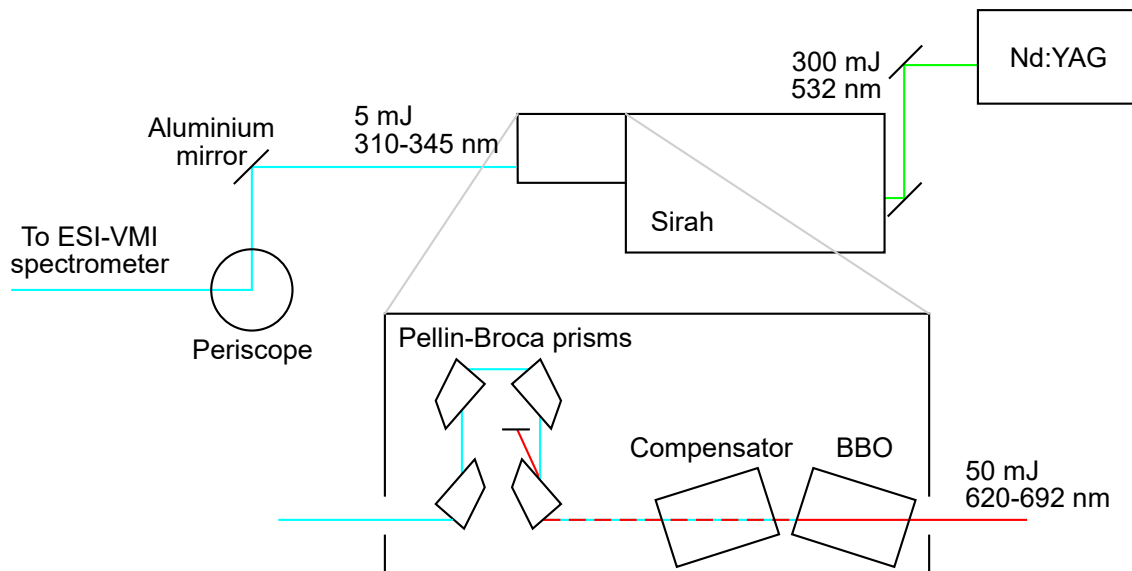 Nd:YAG
300 mJ
532 nm
5 mJ
310-345 nm
Aluminium
mirror
Sirah
To ESI-VMI
spectrometer
Periscope
Pellin-Broca prisms
Compensator
BBO
50 mJ
620-692 nm